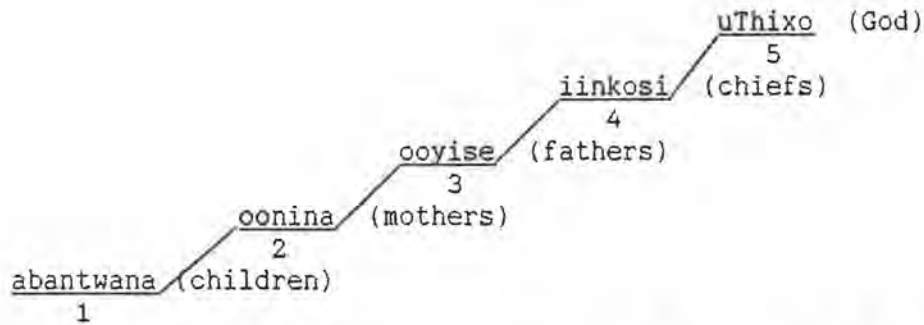 uThixo (God)
5
iinkosi (chiefs)
4
ooyise (fathers)
3
oonina (mothers)
2
abantwana (children)
1